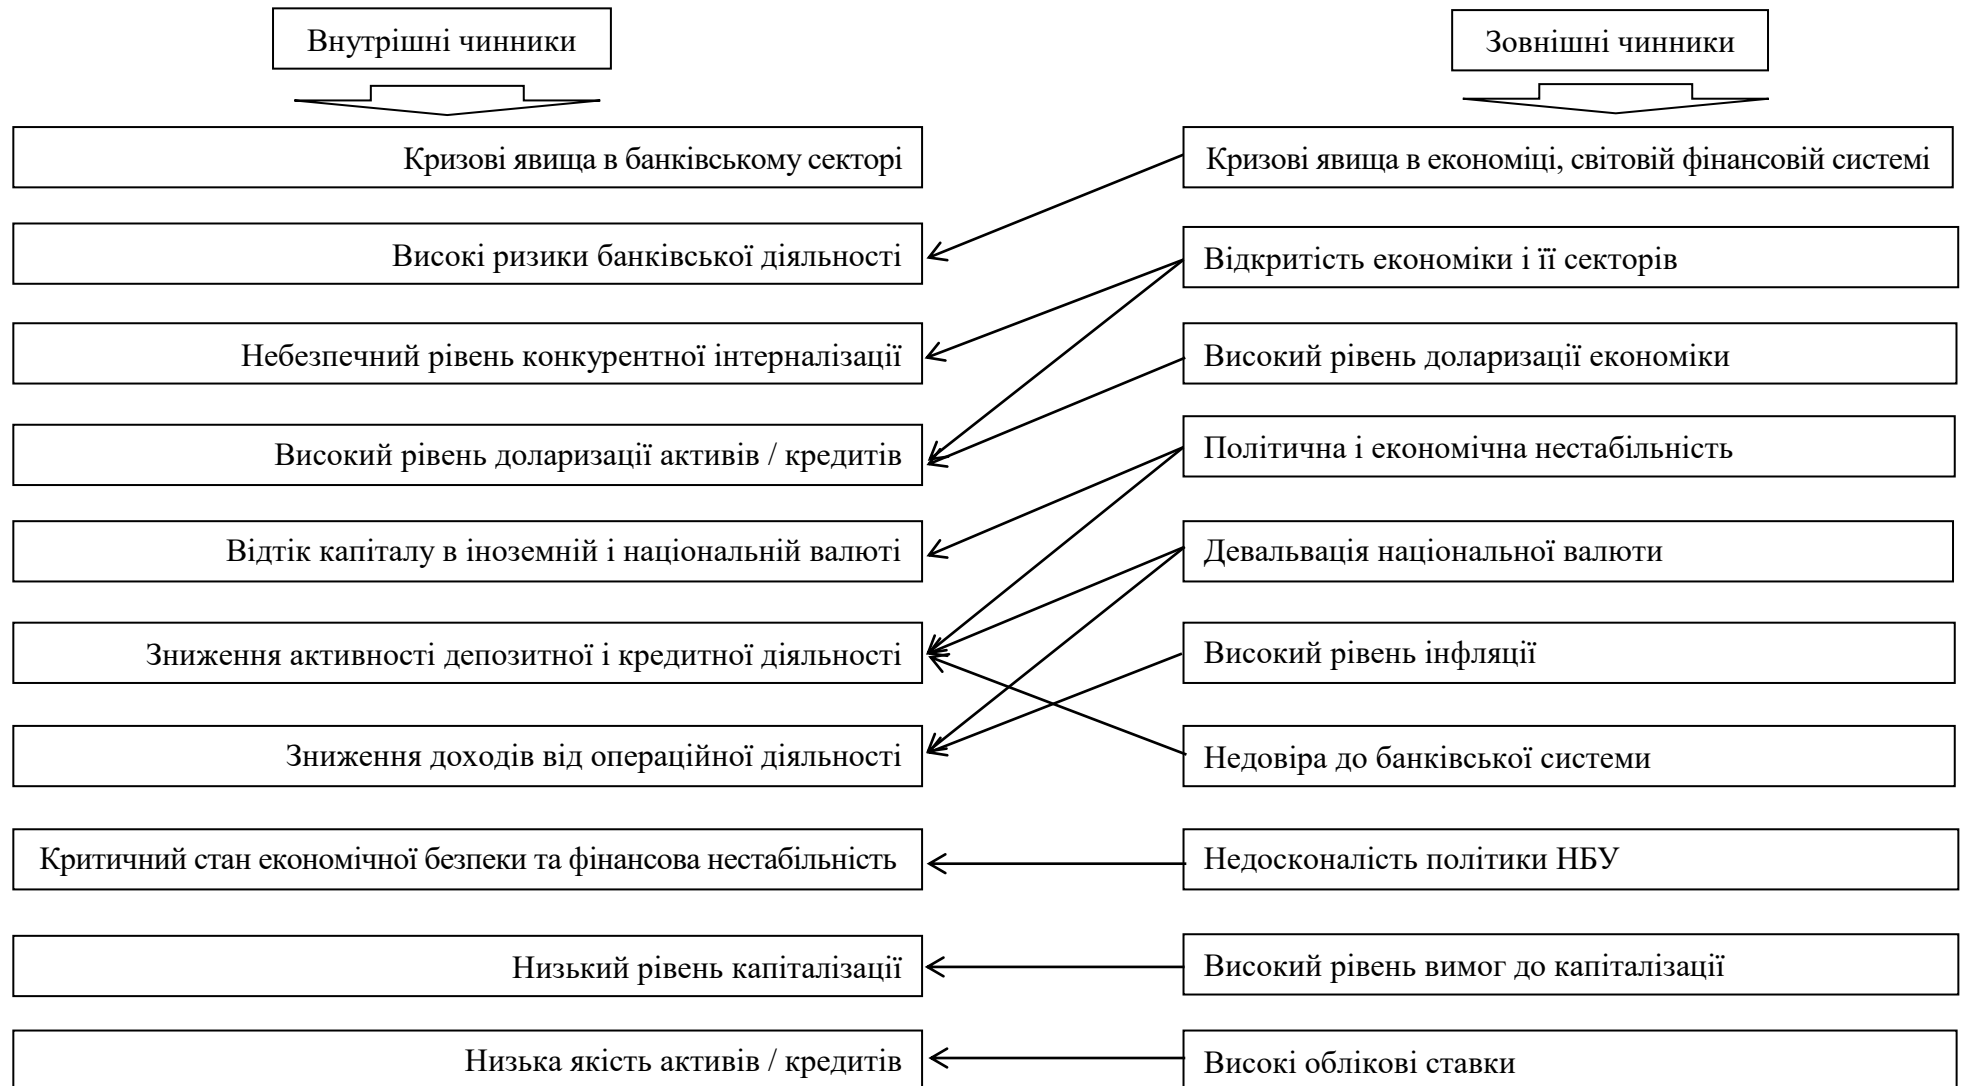 Внутрішні чинники
Зовнішні чинники
Кризові явища в банківському секторі
Кризові явища в економіці, світовій фінансовій системі
Високі ризики банківської діяльності
Відкритість економіки і її секторів
Небезпечний рівень конкурентної інтерналізації
Високий рівень доларизації економіки
Високий рівень доларизації активів / кредитів
Політична і економічна нестабільність
Відтік капіталу в іноземній і національній валюті
Девальвація національної валюти
Зниження активності депозитної і кредитної діяльності
Високий рівень інфляції
Зниження доходів від операційної діяльності
Недовіра до банківської системи
Критичний стан економічної безпеки та фінансова нестабільність
Недосконалість політики НБУ
Низький рівень капіталізації
Високий рівень вимог до капіталізації
Низька якість активів / кредитів
Високі облікові ставки